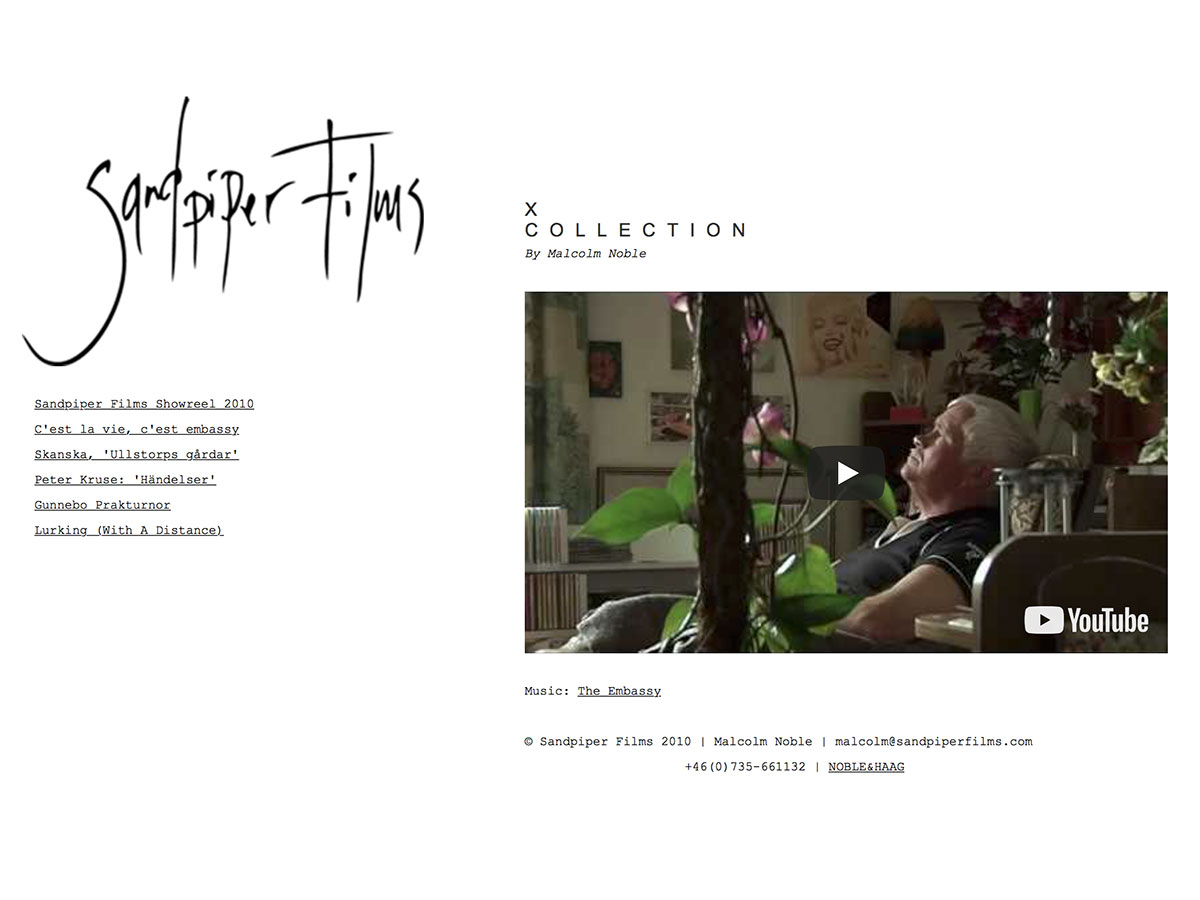 Sandpiper Films
Sandpiper Films Showreel 2010
C'est la vie, c'est embassy
Skanska, 'Ullstorps gårdar'
Peter Kruse: 'Händelser'
Gunnebo Prakturnor
Lurking (With A Distance)
X
COLLECTION
By Malcolm Noble
YouTube
Music: The Embassy
© Sandpiper Films 2010 | Malcolm Noble | malcolm@sandpiperfilms.com
+46(0)735-661132 | NOBLE&HAAG